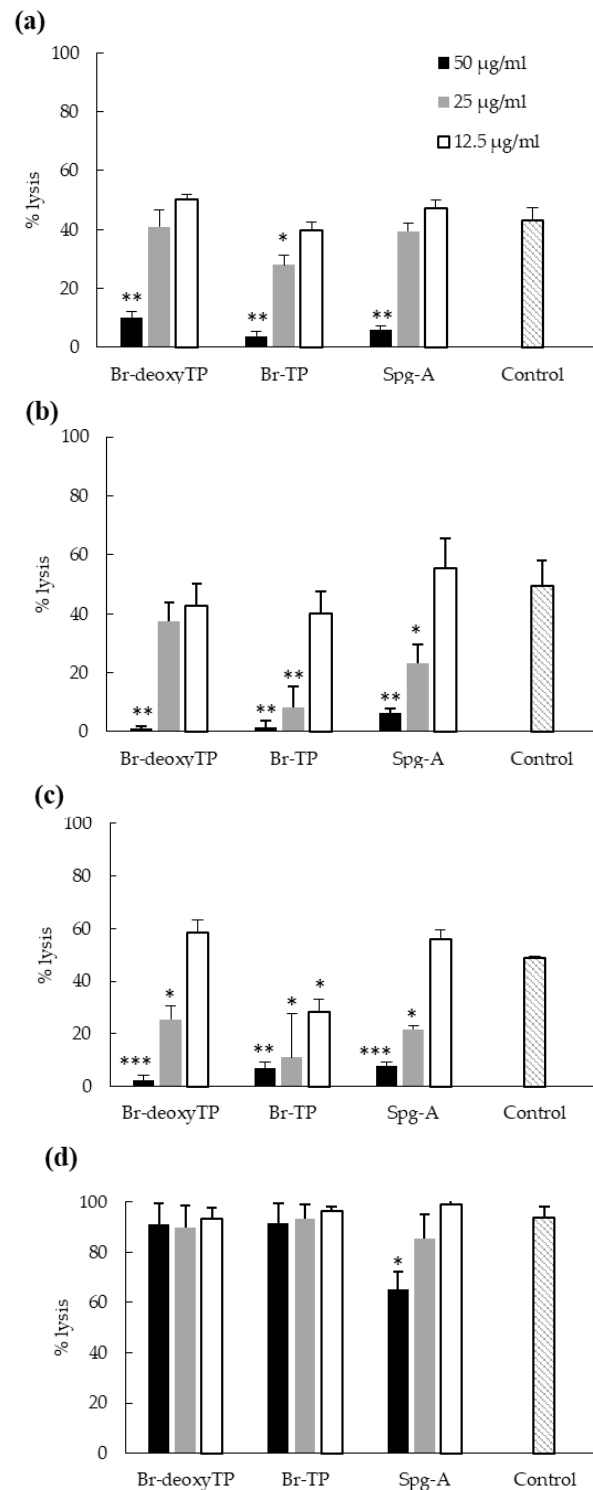 (a)
100
80
60
40
20
0
% lysis
50 µg/ml
25 µg/ml
12.5 µg/ml
** ** * **
Br-deoxyTP Br-TP Spg-A Control
(b)
100
80
60
40
20
0
% lysis
** ** ** ** *
Br-deoxyTP Br-TP Spg-A Control
(c)
100
80
60
40
20
0
% lysis
*** * ** * * *** *
Br-deoxyTP Br-TP Spg-A Control
(d)
100
80
60
40
20
0
% lysis
*
Br-deoxyTP Br-TP Spg-A Control